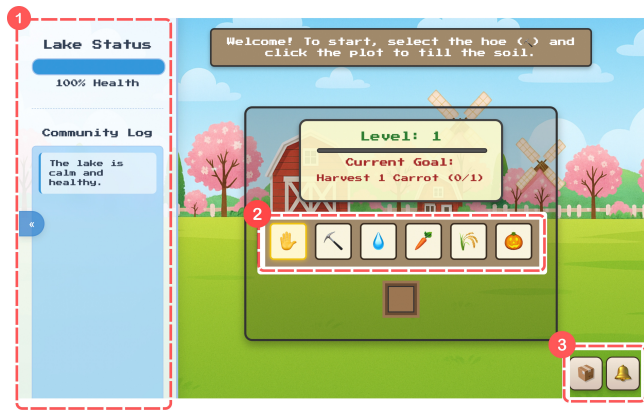 1
Lake Status
100% Health
Community Log
The lake is
calm and
healthy.
«
Welcome! To start, select the hoe (⛏) and
click the plot to till the soil.
Level: 1
Current Goal:
Harvest 1 Carrot (0/1)
2
3